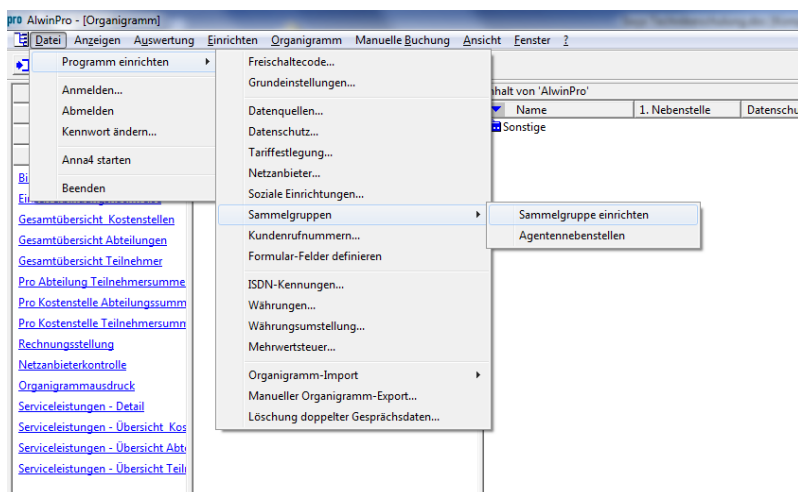 pro AlwinPro - [Organigramm]
Datei Anzeigen Auswertung Einrichten Organigramm Manuelle Buchung Ansicht Fenster ?
Programm einrichten
Anmelden...
Abmelden
Kennwort ändern...
Anna4 starten
Beenden
Freischaltecode...
Grundeinstellungen...
Datenquellen...
Datenschutz...
Tariffestlegung...
Netzanbieter...
Soziale Einrichtungen...
Sammelgruppen
Kundenrufnummern...
Formular-Felder definieren
ISDN-Kennungen...
Währungen...
Währungsumstellung...
Mehrwertsteuer...
Organigramm-Import
Manueller Organigramm-Export...
Löschung doppelter Gesprächsdaten...
Sammelgruppe einrichten
Agentennebenstellen
nhalt von 'AlwinPro'
Name 1. Nebenstelle Datenschu
Sonstige
Gesamtübersicht Kostenstellen
Gesamtübersicht Abteilungen
Gesamtübersicht Teilnehmer
Pro Abteilung Teilnehmersumme
Pro Kostenstelle Abteilungssumm
Pro Kostenstelle Teilnehmersumm
Rechnungsstellung
Netzanbieterkontrolle
Organigrammausdruck
Serviceleistungen - Detail
Serviceleistungen - Übersicht Kos
Serviceleistungen - Übersicht Abt
Serviceleistungen - Übersicht Teil